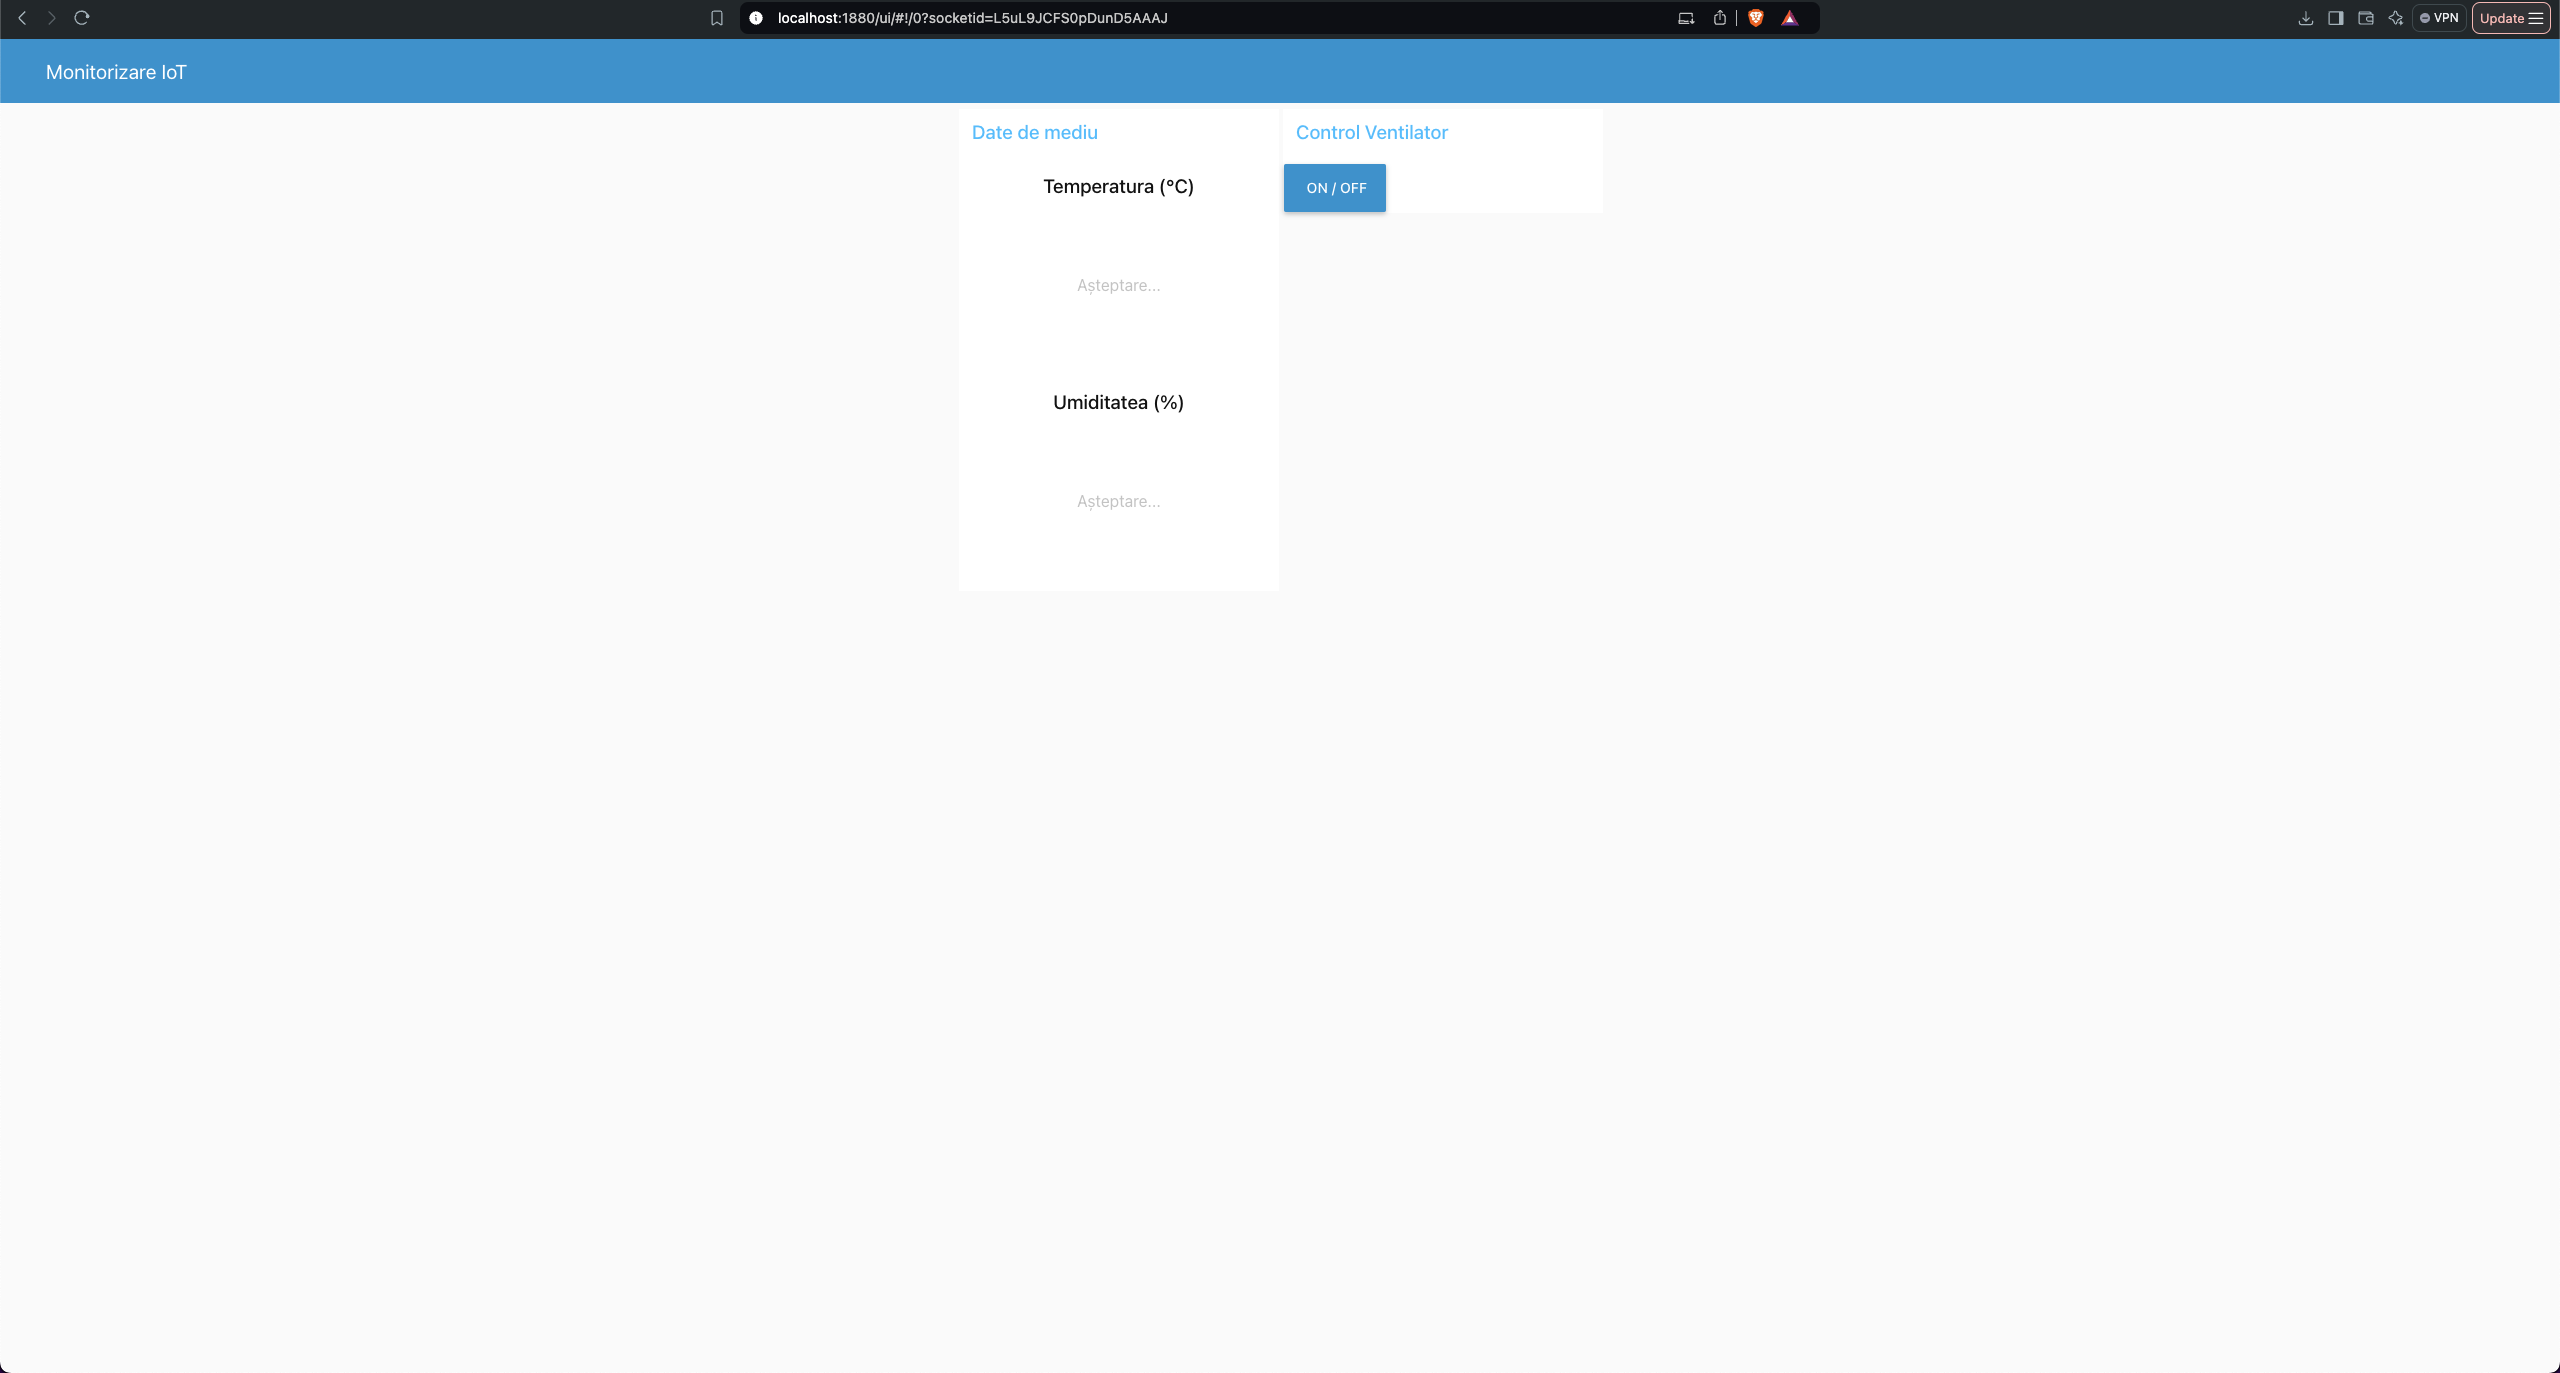 localhost:1880/ui/#!/0?socketid=L5uL9JCFS0pDunD5AAAJ
VPN
Update
Monitorizare IoT
Date de mediu
Temperatura (°C)
Așteptare...
Umiditatea (%)
Așteptare...
Control Ventilator
ON / OFF